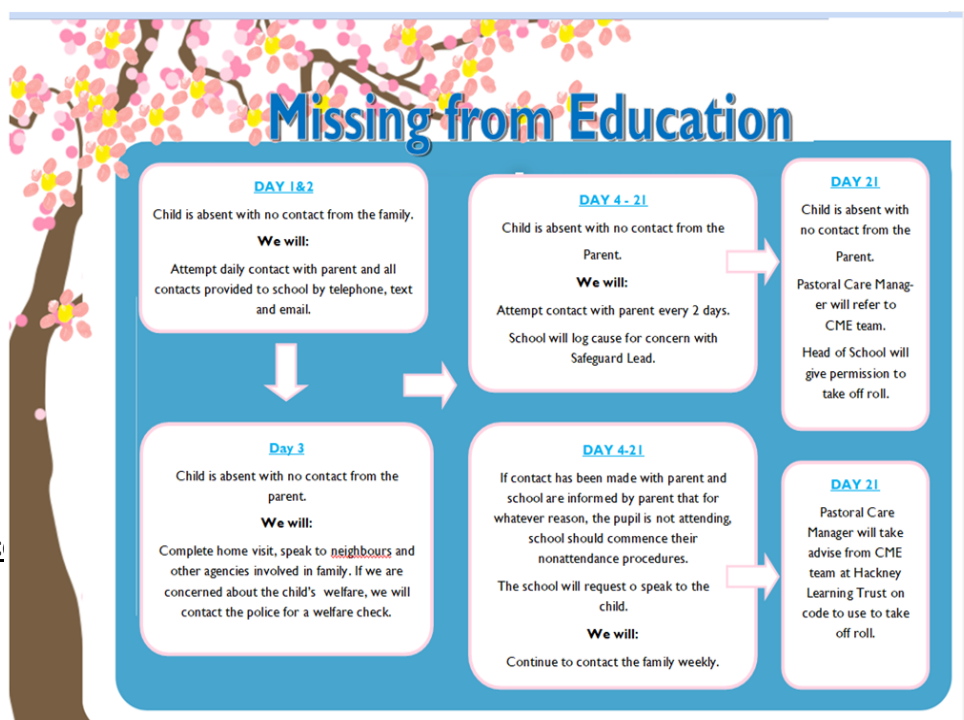 Missing from Education
DAY 1&2
Child is absent with no contact from the family.
We will:
Attempt daily contact with parent and all
contacts provided to school by telephone, text
and email.
Day 3
Child is absent with no contact from the
parent.
We will:
Complete home visit, speak to neighbours and
other agencies involved in family. If we are
concerned about the child's welfare, we will
contact the police for a welfare check.
DAY 4 - 21
Child is absent with no contact from the
Parent.
We will:
Attempt contact with parent every 2 days.
School will log cause for concern with
Safeguard Lead.
DAY 21
Child is absent with
no contact from the
Parent.
Pastoral Care Manag-
er will refer to
CME team.
Head of School will
give permission to
take off roll.
DAY 4-21
If contact has been made with parent and
school are informed by parent that for
whatever reason, the pupil is not attending,
school should commence their
nonattendance procedures.
The school will request o speak to the
child.
We will:
Continue to contact the family weekly.
DAY 21
Pastoral Care
Manager will take
advise from CME
team at Hackney
Learning Trust on
code to use to take
off roll.